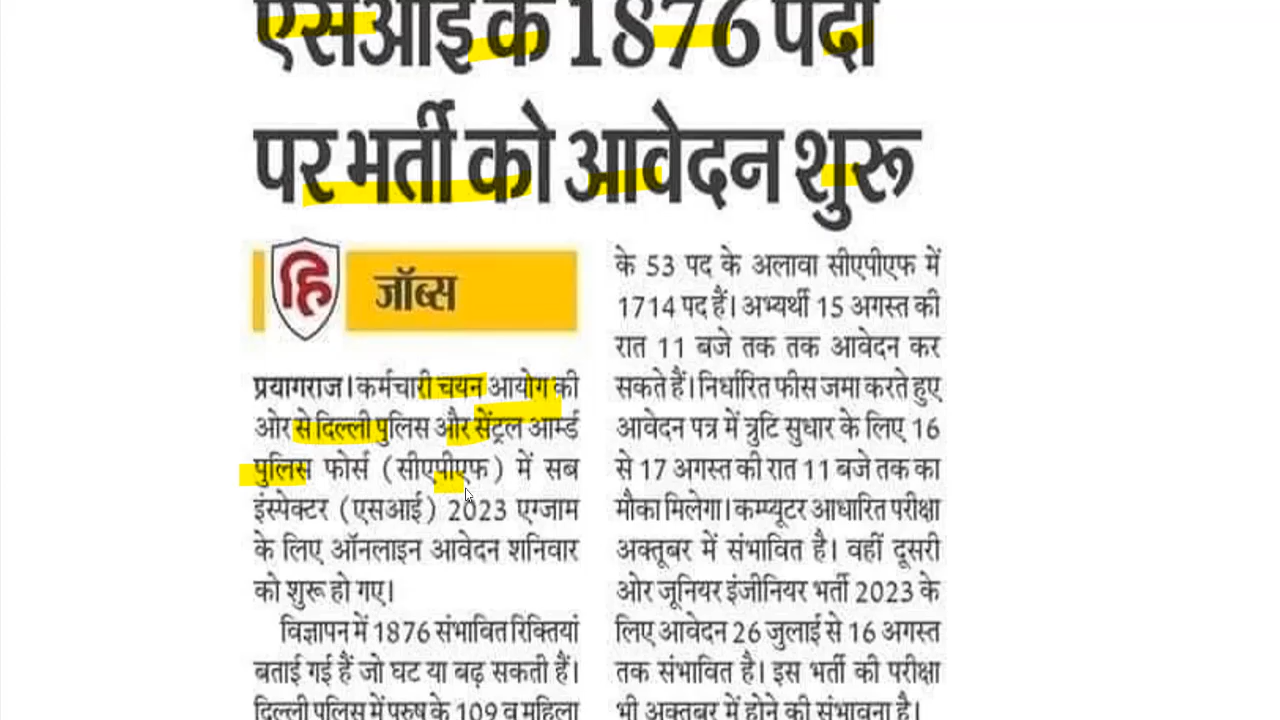 एसआई के 1876 पदों
पर भर्ती को आवेदन शुरू
हि
जॉब्स
प्रयागराज। कर्मचारी चयन आयोग की
ओर से दिल्ली पुलिस और सेंट्रल आर्म्ड
पुलिस फोर्स (सीएपीएफ) में सब
इंस्पेक्टर (एसआई) 2023 एग्जाम
के लिए ऑनलाइन आवेदन शनिवार
को शुरू हो गए।
विज्ञापन में 1876 संभावित रिक्तियां
बताई गई हैं जो घट या बढ़ सकती हैं।
दिल्ली पुलिस में पुरुष के 109 व महिला
के 53 पद के अलावा सीएपीएफ में
1714 पद हैं। अभ्यर्थी 15 अगस्त की
रात 11 बजे तक तक आवेदन कर
सकते हैं। निर्धारित फीस जमा करते हुए
आवेदन पत्र में त्रुटि सुधार के लिए 16
से 17 अगस्त की रात 11 बजे तक का
मौका मिलेगा। कम्प्यूटर आधारित परीक्षा
अक्तूबर में संभावित है। वहीं दूसरी
ओर जूनियर इंजीनियर भर्ती 2023 के
लिए आवेदन 26 जुलाई से 16 अगस्त
तक संभावित है। इस भर्ती की परीक्षा
भी अक्तूबर में होने की संभावना है।